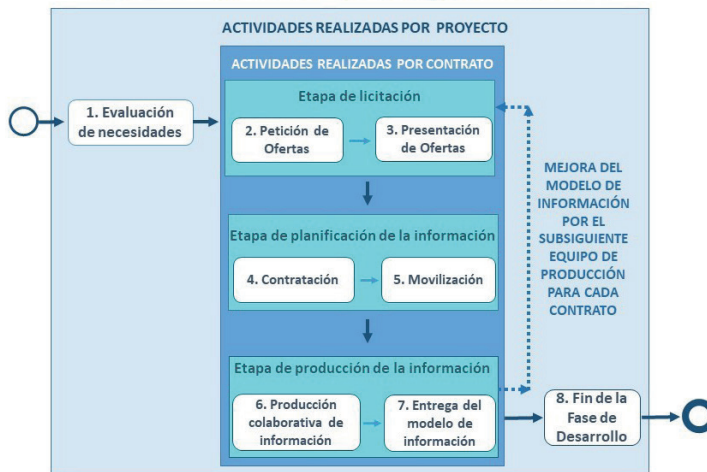 ACTIVIDADES REALIZADAS POR PROYECTO
ACTIVIDADES REALIZADAS POR CONTRATO
Etapa de licitación
1. Evaluación
de necesidades
2. Petición de
Ofertas
3. Presentación
de Ofertas
Etapa de planificación de la información
4. Contratación
5. Movilización
MEJORA DEL
MODELO DE
INFORMACIÓN
POR EL
SUBSIGUIENTE
EQUIPO DE
PRODUCCIÓN
PARA CADA
CONTRATO
Etapa de producción de la información
6. Producción
colaborativa de
información
7. Entrega del
modelo de
información
8. Fin de la
Fase de
Desarrollo